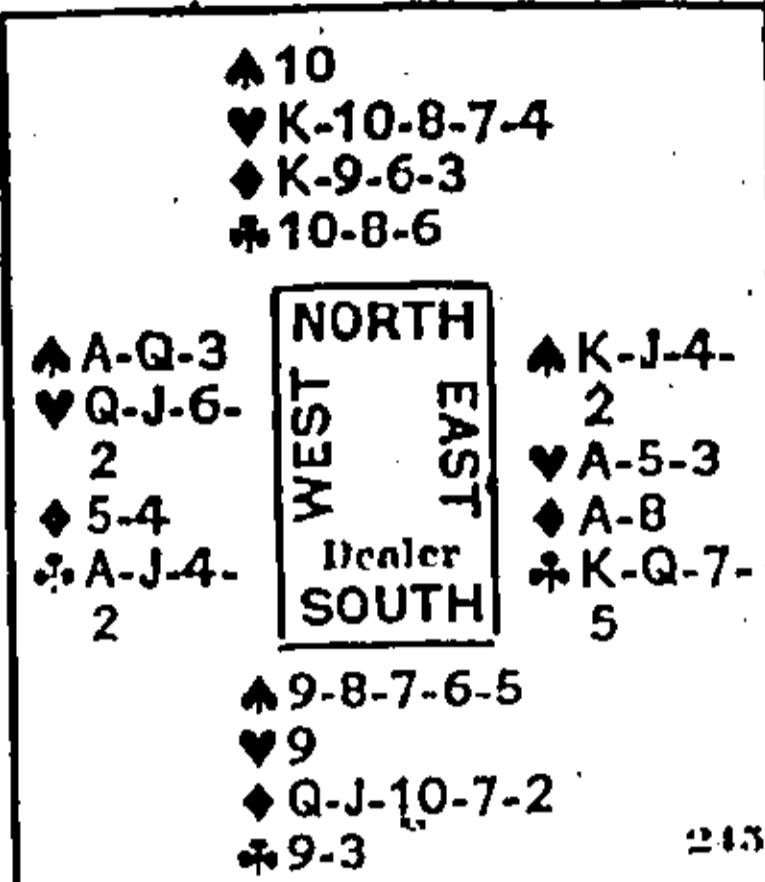 ♠ 10
♥ K-10-8-7-4
♦ K-9-6-3
♣ 10-8-6
NORTH
♠ A-Q-3
♥ Q-J-6-
2
♦ 5-4
♣ A-J-4-
2
WEST
EAST
♠ K-J-4-
2
♥ A-5-3
♦ A-8
♣ K-Q-7-
5
Dealer
SOUTH
♠ 9-8-7-6-5
♥ 9
♦ Q-J-10-7-2
♣ 9-3
245